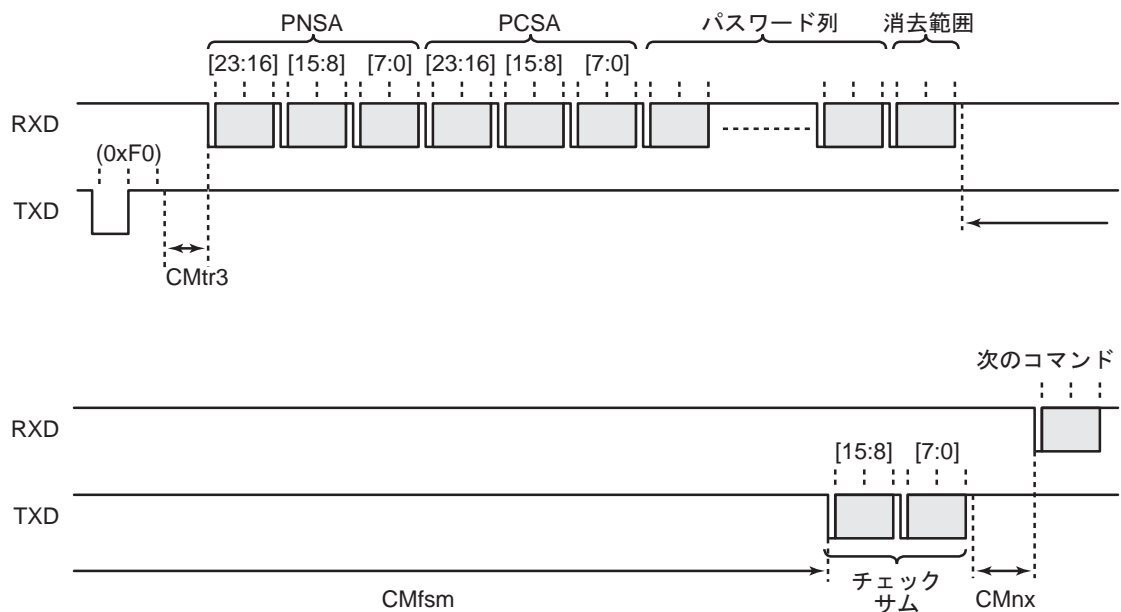 PNSA PCSA パスワード列 消去範囲
[23:16] [15:8] [7:0] [23:16] [15:8] [7:0]
RXD
(0xF0)
TXD
CMtr3
次のコマンド
RXD
[15:8] [7:0]
TXD
チェック
サム
CMfsm CMnx